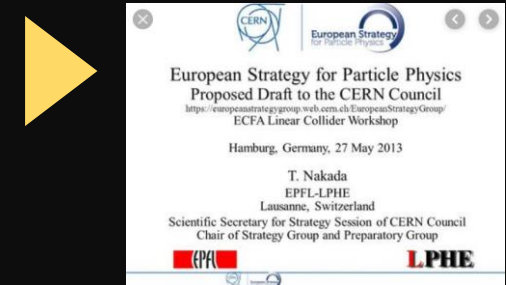 CERN
European Strategy
for Particle Physics
European Strategy for Particle Physics
Proposed Draft to the CERN Council
https://europeanstrategygroup.web.cern.ch/EuropeanStrategyGroup/
ECFA Linear Collider Workshop
Hamburg, Germany, 27 May 2013
T. Nakada
EPFL-LPHE
Lausanne, Switzerland
Scientific Secretary for Strategy Session of CERN Council
Chair of Strategy Group and Preparatory Group
EPFL
LPHE